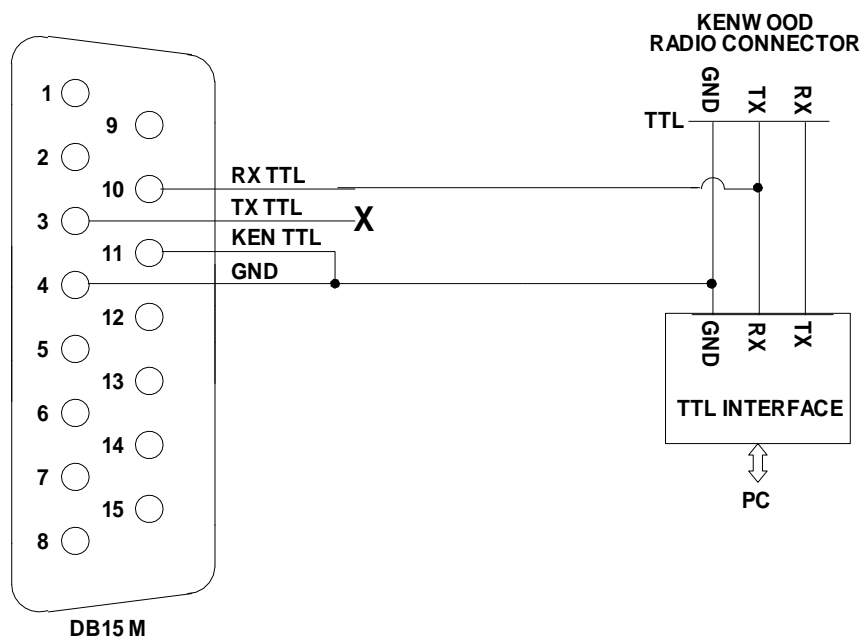 KENWOOD
RADIO CONNECTOR
GND
TX
RX
TTL
1
9
2
10
RX TTL
3
TX TTL
X
11
KEN TTL
4
GND
12
5
13
6
14
7
15
8
GND
RX
TX
TTL INTERFACE
PC
DB15 M